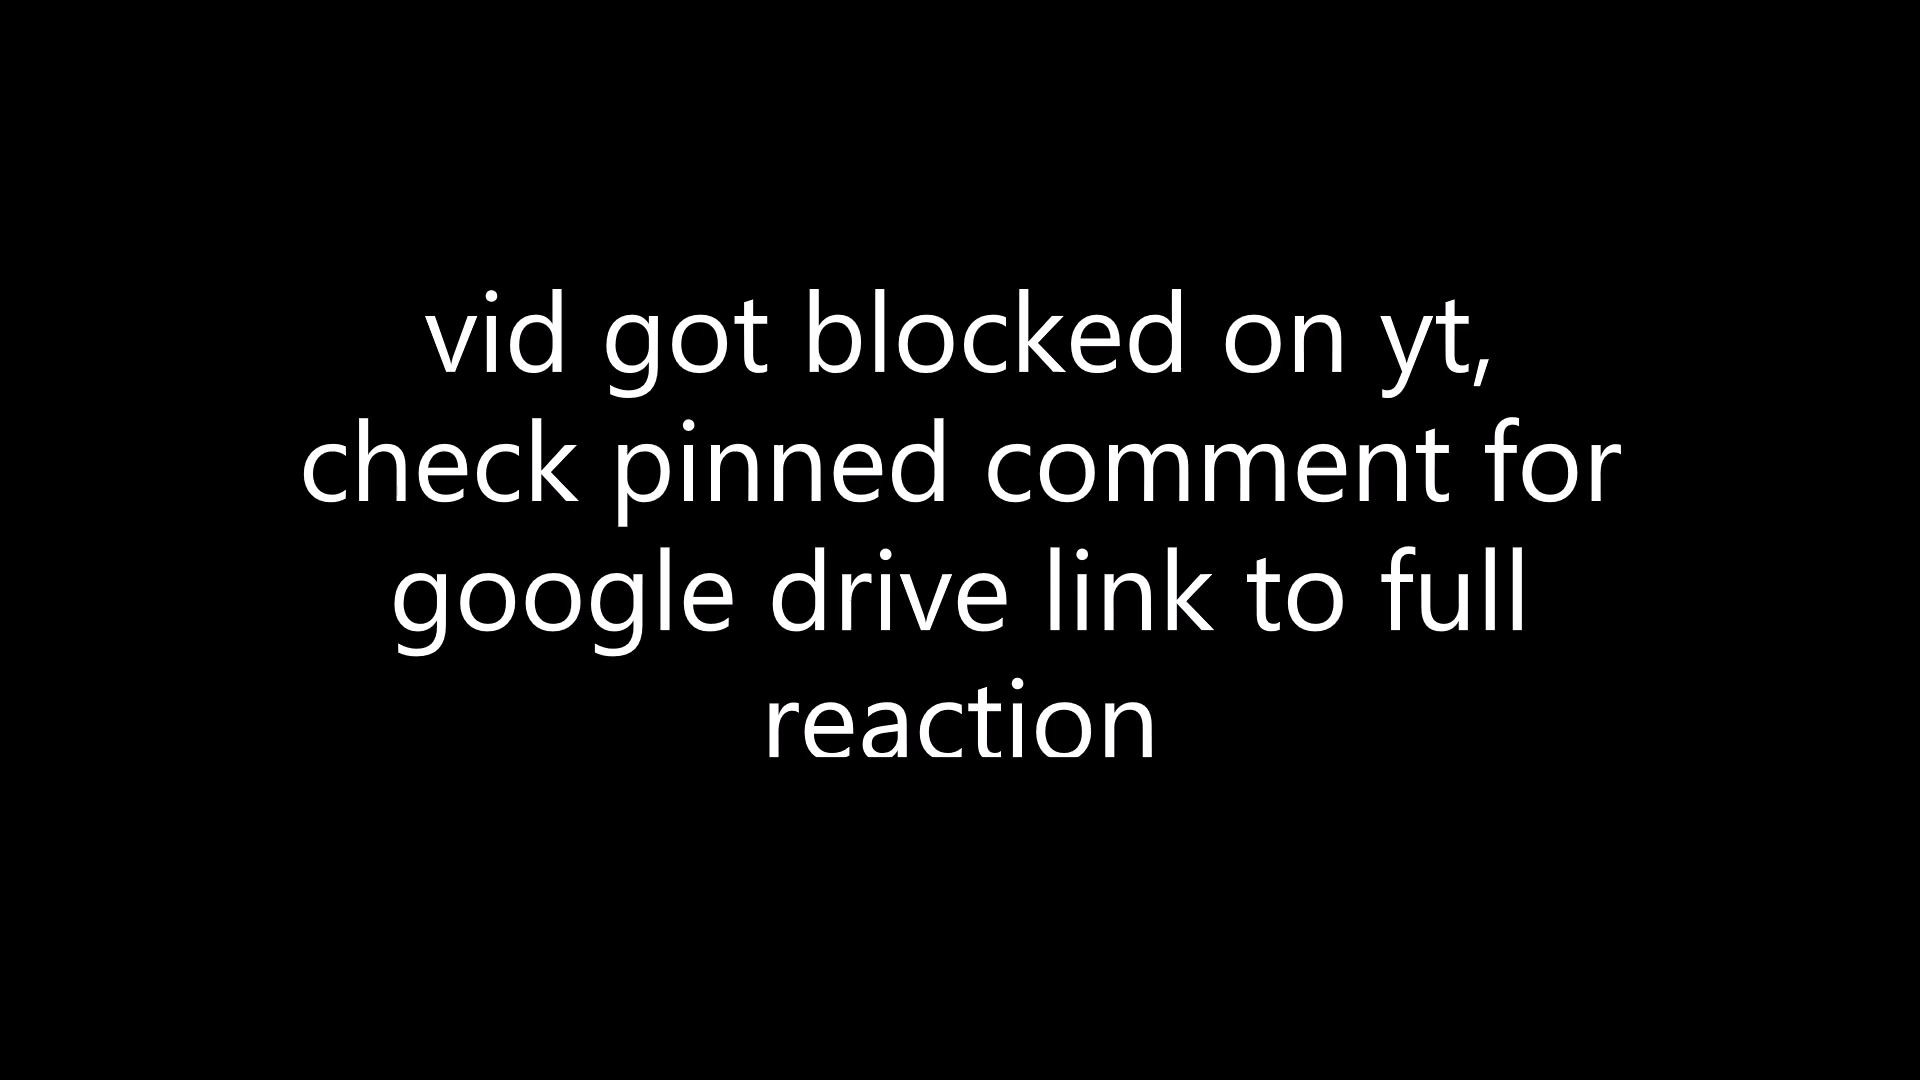 vid got blocked on yt,
check pinned comment for
google drive link to full
reaction